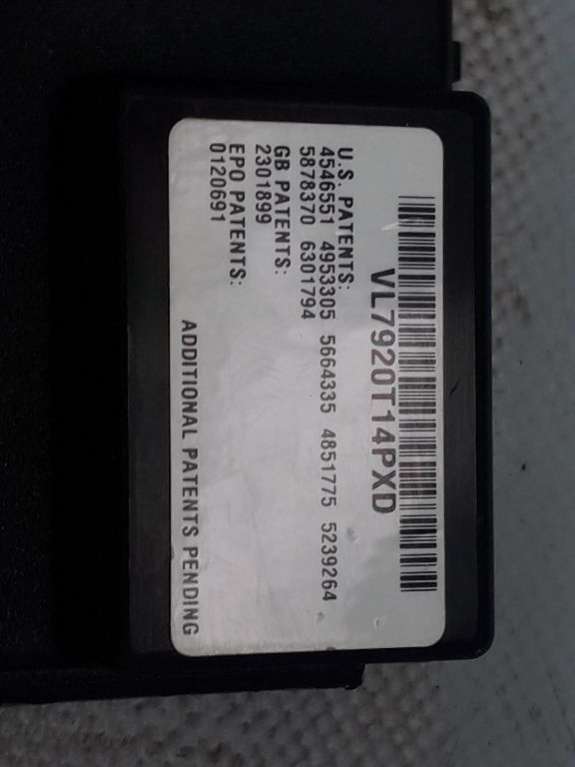 VL7920T14PXD
U.S. PATENTS:
4546551 4953305 5664335 4851775 5239264
5878370 6301794
GB PATENTS:
2301899
EPO PATENTS:
0120691
ADDITIONAL PATENTS PENDING